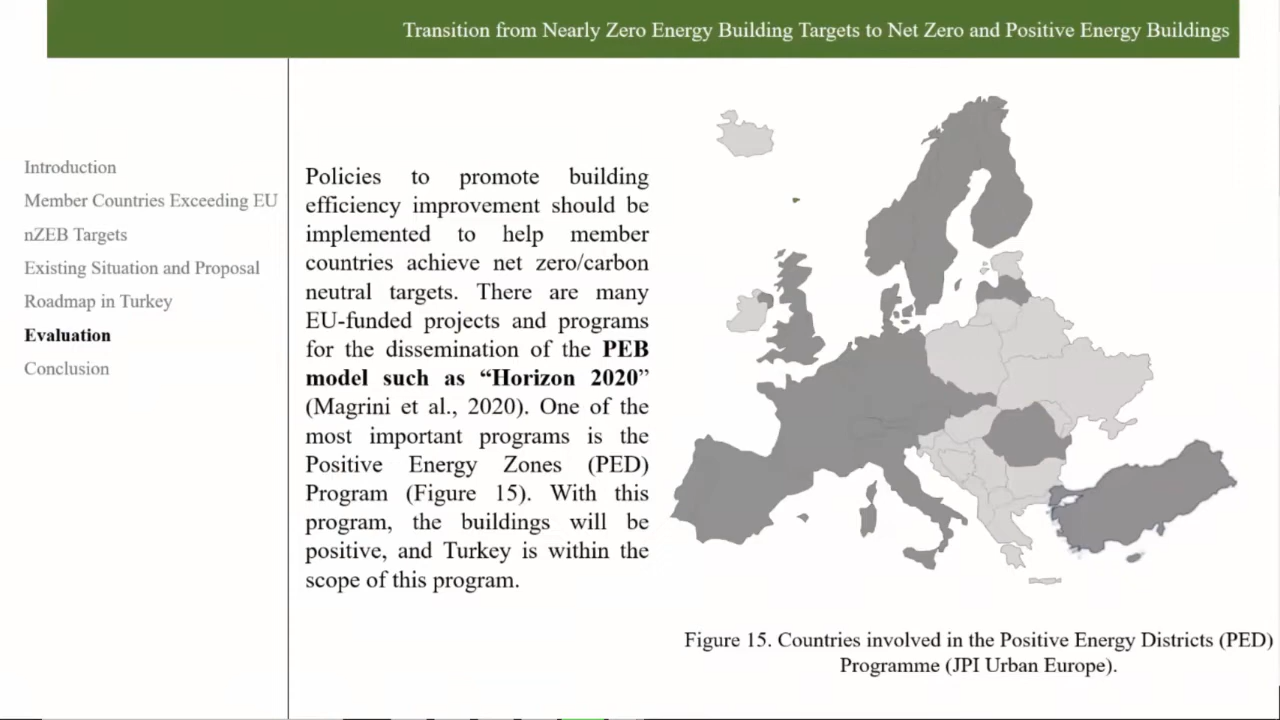 Transition from Nearly Zero Energy Building Targets to Net Zero and Positive Energy Buildings
Introduction
Member Countries Exceeding EU
nZEB Targets
Existing Situation and Proposal
Roadmap in Turkey
Evaluation
Conclusion
Policies to promote building
efficiency improvement should be
implemented to help member
countries achieve net zero/carbon
neutral targets. There are many
EU-funded projects and programs
for the dissemination of the PEB
model such as “Horizon 2020”
(Magrini et al., 2020). One of the
most important programs is the
Positive Energy Zones (PED)
Program (Figure 15). With this
program, the buildings will be
positive, and Turkey is within the
scope of this program.
Figure 15. Countries involved in the Positive Energy Districts (PED)
Programme (JPI Urban Europe).